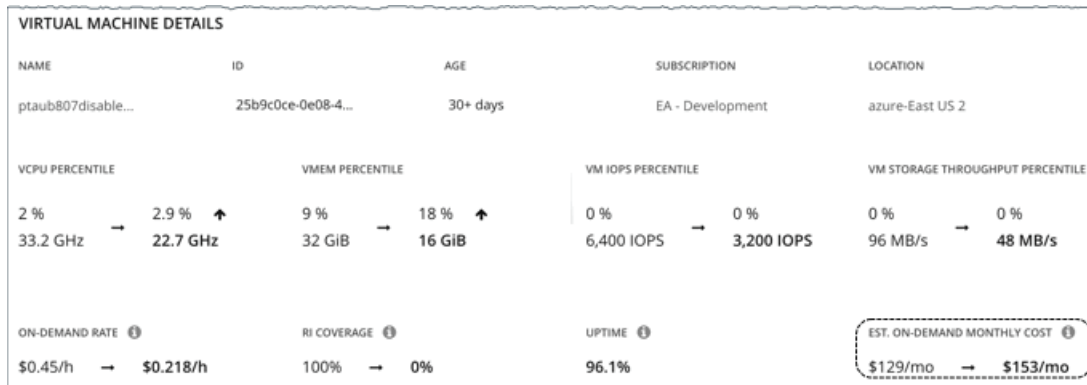 VIRTUAL MACHINE DETAILS
NAME ID AGE SUBSCRIPTION LOCATION
ptaub807disable... 25b9c0ce-0e08-4... 30+ days EA - Development azure-East US 2
VCPU PERCENTILE VMEM PERCENTILE VM IOPS PERCENTILE VM STORAGE THROUGHPUT PERCENTILE
2 % → 2.9 % ↑ 9 % → 18 % ↑ 0 % → 0 % 0 % → 0 %
33.2 GHz 22.7 GHz 32 GiB 16 GiB 6,400 IOPS 3,200 IOPS 96 MB/s 48 MB/s
ON-DEMAND RATE RI COVERAGE UPTIME EST. ON-DEMAND MONTHLY COST
$0.45/h → $0.218/h 100% → 0% 96.1% $129/mo → $153/mo